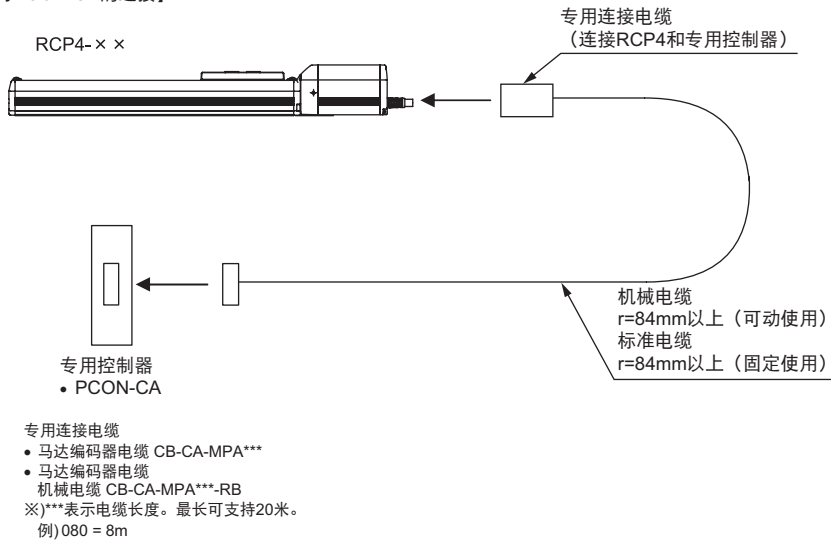 专用连接电缆
（连接RCP4和专用控制器）
RCP4-××
机械电缆
r=84mm以上（可动使用）
标准电缆
r=84mm以上（固定使用）
专用控制器
• PCON-CA
专用连接电缆
• 马达编码器电缆 CB-CA-MPA***
• 马达编码器电缆
机械电缆 CB-CA-MPA***-RB
※)***表示电缆长度。最长可支持20米。
例) 080 = 8m